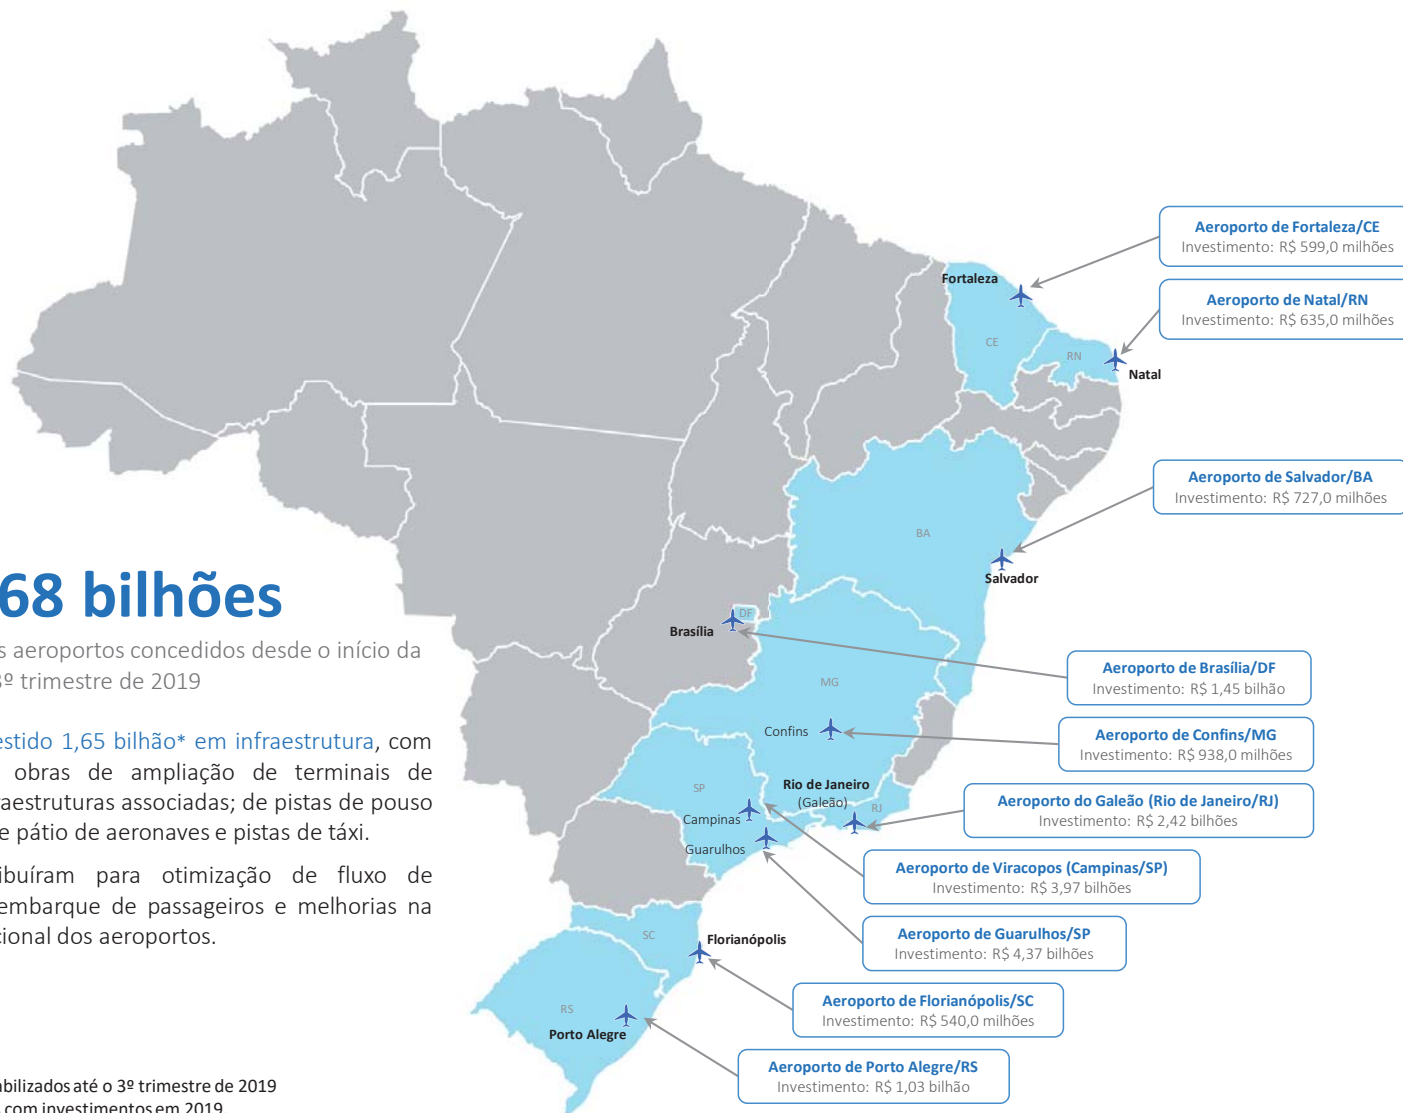 68 bilhões
s aeroportos concedidos desde o início da
3º trimestre de 2019
estido 1,65 bilhão* em infraestrutura, com
obras de ampliação de terminais de
raestruturas associadas; de pistas de pouso
e pátio de aeronaves e pistas de táxi.
ibuíram para otimização de fluxo de
embarque de passageiros e melhorias na
cional dos aeroportos.
abilizados até o 3º trimestre de 2019
com investimentos em 2019.
Aeroporto de Fortaleza/CE
Investimento: R$ 599,0 milhões
Fortaleza
CE
Aeroporto de Natal/RN
Investimento: R$ 635,0 milhões
RN
Natal
Aeroporto de Salvador/BA
Investimento: R$ 727,0 milhões
BA
Salvador
DF
Brasília
Aeroporto de Brasília/DF
Investimento: R$ 1,45 bilhão
MG
Confins
Aeroporto de Confins/MG
Investimento: R$ 938,0 milhões
Rio de Janeiro
(Galeão)
RJ
Aeroporto do Galeão (Rio de Janeiro/RJ)
Investimento: R$ 2,42 bilhões
SP
Campinas
Guarulhos
Aeroporto de Viracopos (Campinas/SP)
Investimento: R$ 3,97 bilhões
Aeroporto de Guarulhos/SP
Investimento: R$ 4,37 bilhões
SC
Florianópolis
Aeroporto de Florianópolis/SC
Investimento: R$ 540,0 milhões
RS
Porto Alegre
Aeroporto de Porto Alegre/RS
Investimento: R$ 1,03 bilhão